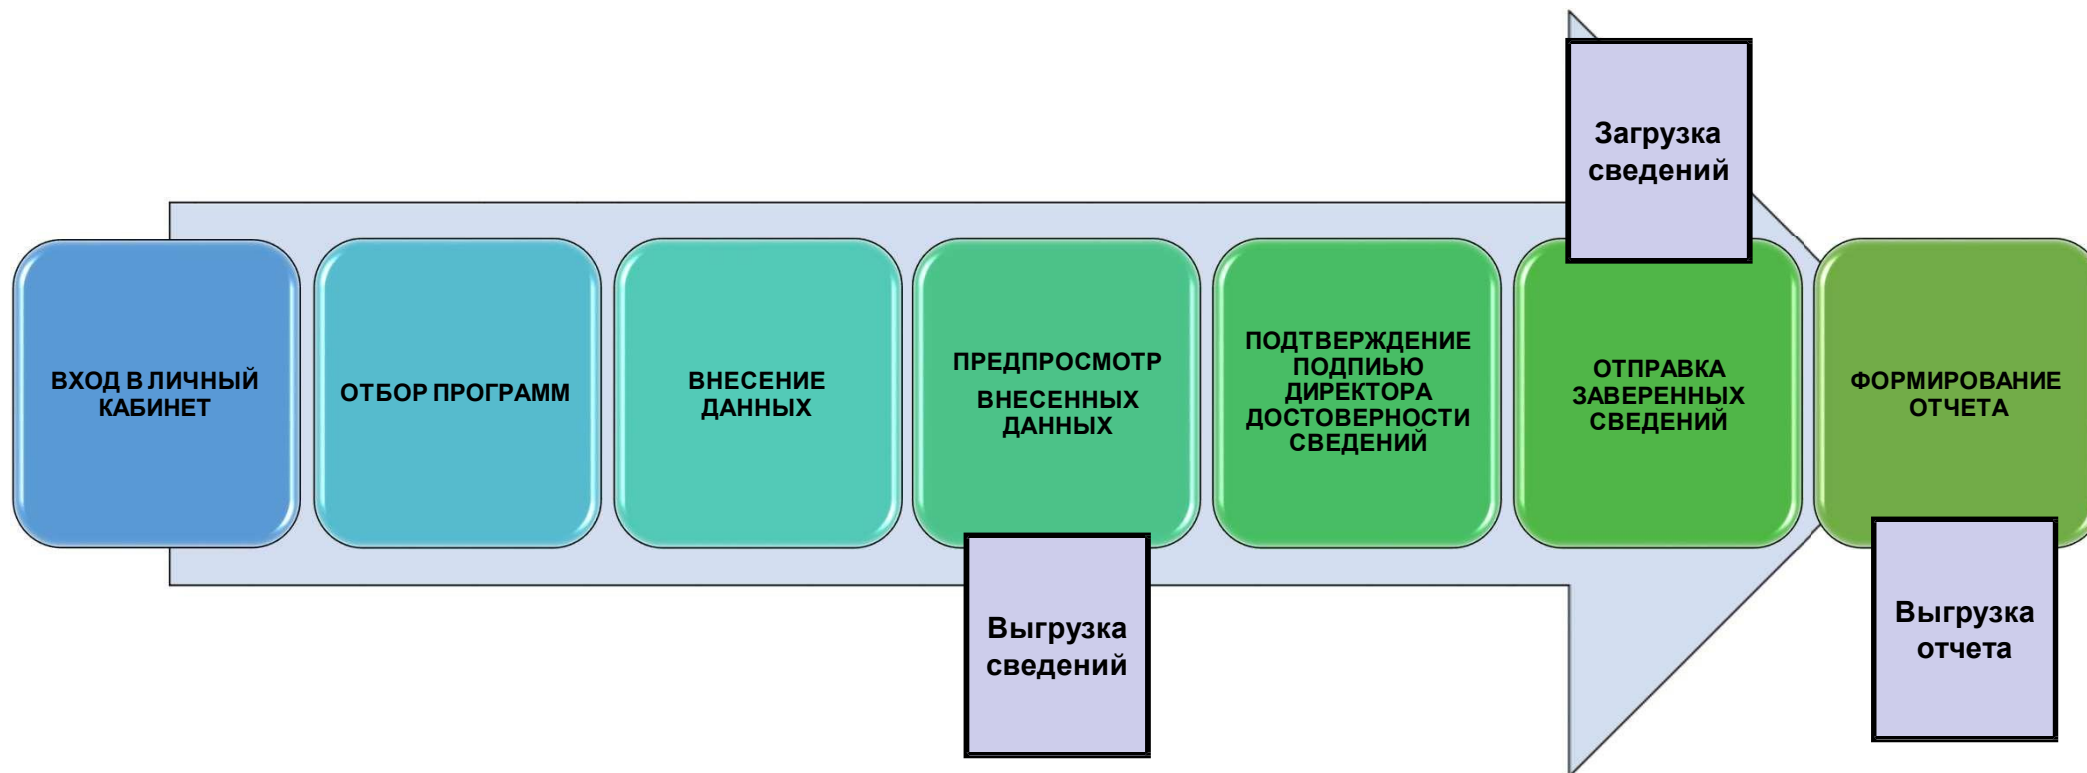 ВХОД В ЛИЧНЫЙ
КАБИНЕТ
ОТБОР ПРОГРАММ
ВНЕСЕНИЕ
ДАННЫХ
ПРЕДПРОСМОТР
ВНЕСЕННЫХ
ДАННЫХ
Выгрузка
сведений
ПОДТВЕРЖДЕНИЕ
ПОДПИЬЮ
ДИРЕКТОРА
ДОСТОВЕРНОСТИ
СВЕДЕНИЙ
Загрузка
сведений
ОТПРАВКА
ЗАВЕРЕННЫХ
СВЕДЕНИЙ
ФОРМИРОВАНИЕ
ОТЧЕТА
Выгрузка
отчета